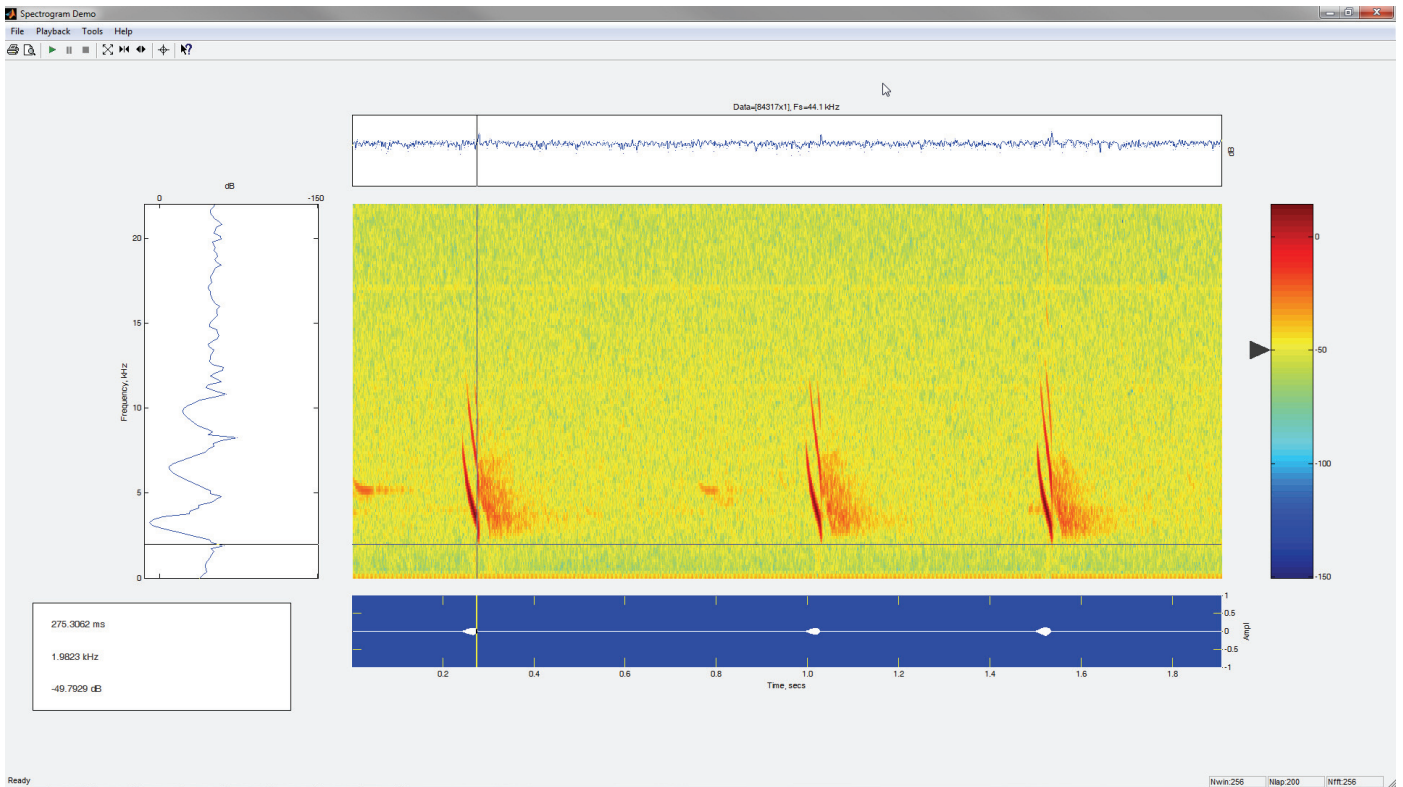 Spectrogram Demo
File Playback Tools Help
Data=[84317x1], Fs=44.1 kHz
dB
dB
0 -150
20
15
10
5
0
Frequency, kHz
0
-50
-100
-150
1
0.5
0
-0.5
-1
Ampl
0.2 0.4 0.6 0.8 1.0 1.2 1.4 1.6 1.8
Time, secs
275.3062 ms
1.9823 kHz
-49.7929 dB
Ready
Nwin:256 Nlap:200 Nfft:256